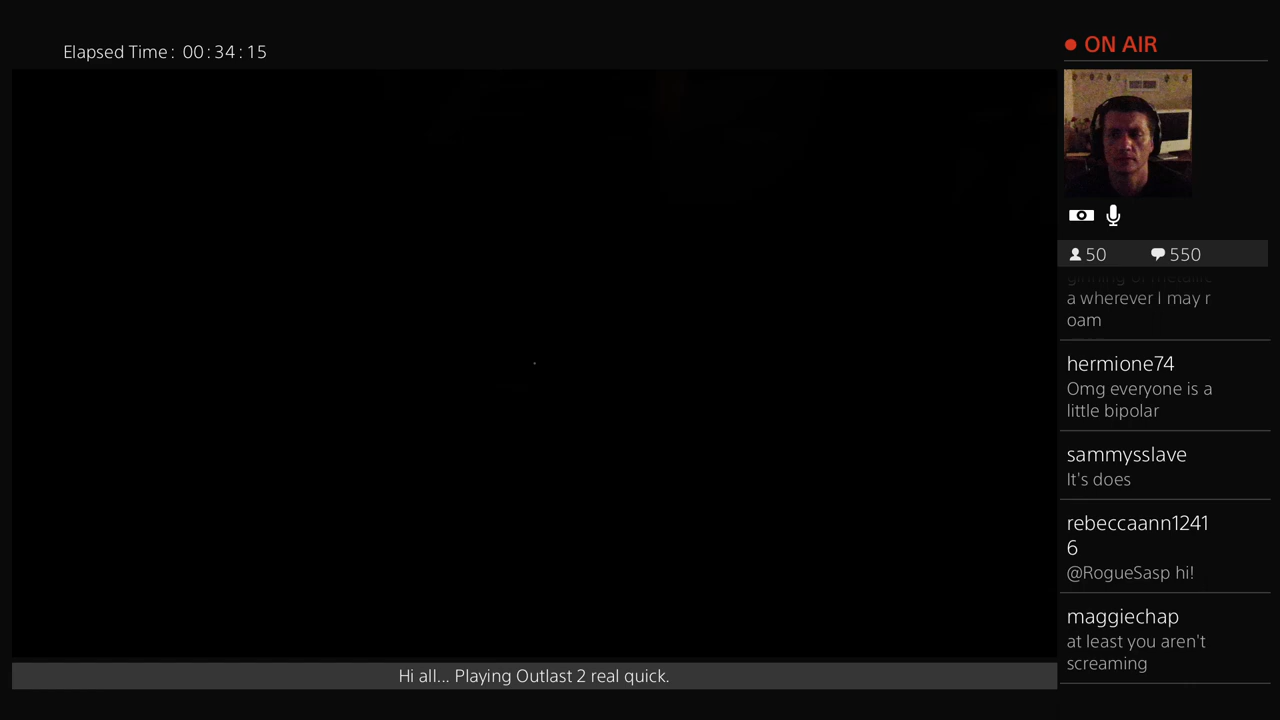 Elapsed Time: 00:34:15
ON AIR
50 550
a wherever I may r
oam
hermione74
Omg everyone is a
little bipolar
sammysslave
It's does
rebeccaann1241
6
@RogueSasp hi!
maggiechap
at least you aren't
screaming
Hi all... Playing Outlast 2 real quick.